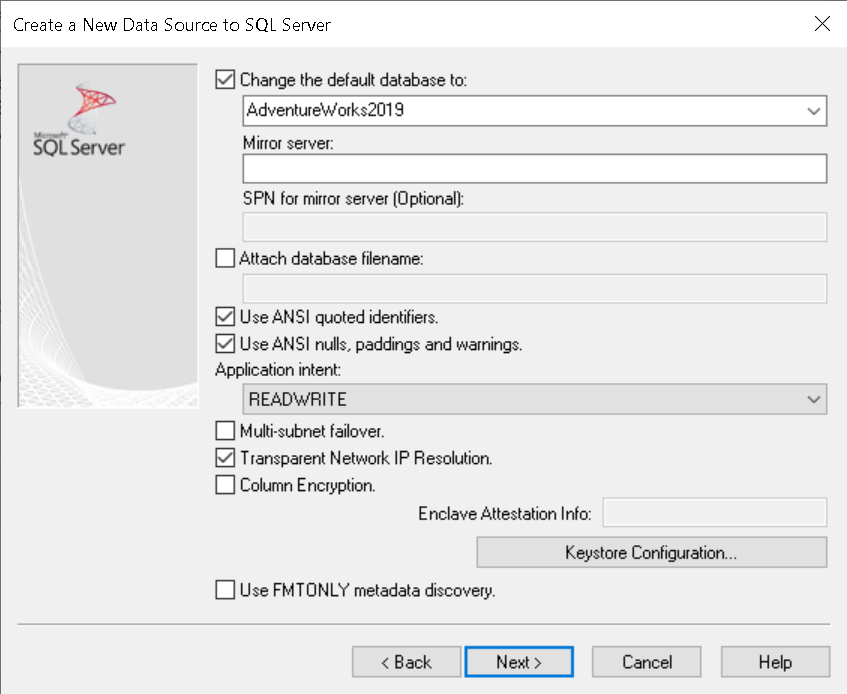 Create a New Data Source to SQL Server
Microsoft
SQL Server
Change the default database to:
AdventureWorks2019
Mirror server:
SPN for mirror server (Optional):
Attach database filename:
Use ANSI quoted identifiers.
Use ANSI nulls, paddings and warnings.
Application intent:
READWRITE
Multi-subnet failover.
Transparent Network IP Resolution.
Column Encryption.
Enclave Attestation Info:
Keystore Configuration...
Use FMTONLY metadata discovery.
< Back Next > Cancel Help